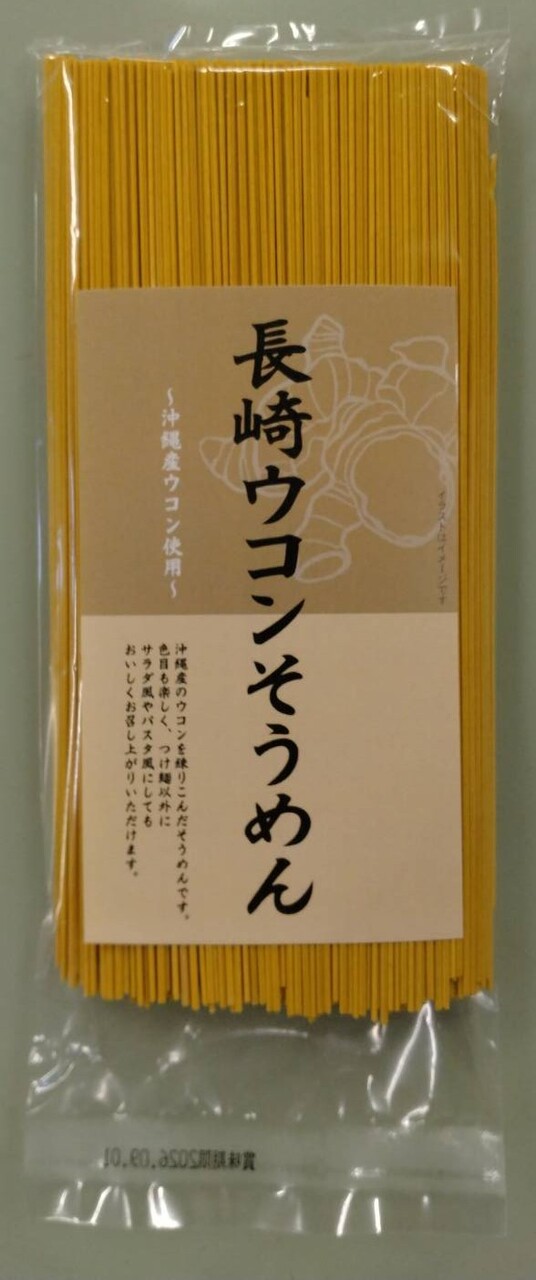 長崎ウコンそうめん
～沖縄産ウコン使用～
イラストはイメージです
沖縄産のウコンを練りこんだそうめんです。
色目も楽しく、つけ麺以外に
サラダ風やパスタ風にしても
おいしくお召し上がりいただけます。
賞味期限2026.09.01